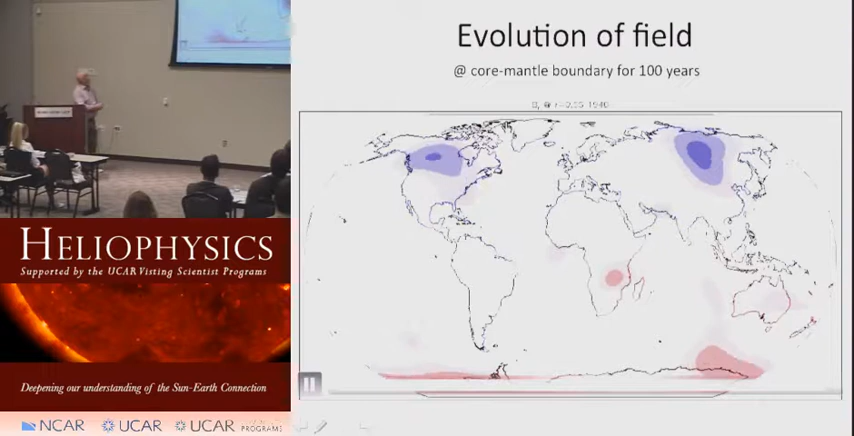 Evolution of field
@ core-mantle boundary for 100 years
HELIOPHYSICS
Supported by the UCAR Visting Scientist Programs
Deepening our understanding of the Sun-Earth Connection
NCAR UCAR UCAR PROGRAMS